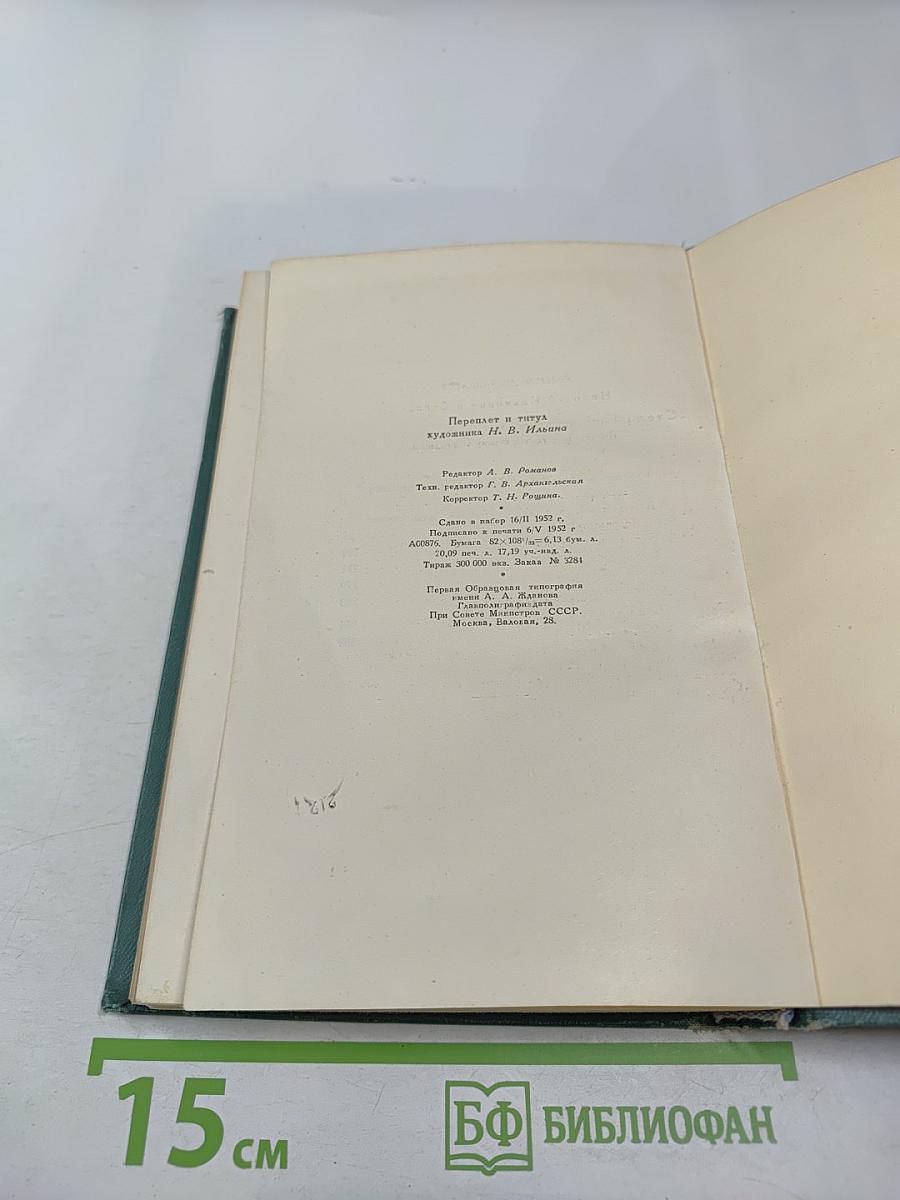 Переплет и титул
художника Н. В. Ильина
Редактор А. В. Романов
Техн. редактор Г. В. Архангельская
Корректор Т. Н. Рощина.
Сдано в набор 16/II 1952 г.
Подписано к печати 6/V 1952 г
А00876. Бумага 82×108¹/₃₂=6,13 бум. л.
20,09 печ. л. 17,19 уч.-изд. л.
Тираж 300 000 экз. Заказ № 3284
Первая Образцовая типография
имени А. А. Жданова
Главполиграфиздата
При Совете Министров СССР.
Москва, Валовая, 28.
15 см
БФ БИБЛИОФАН